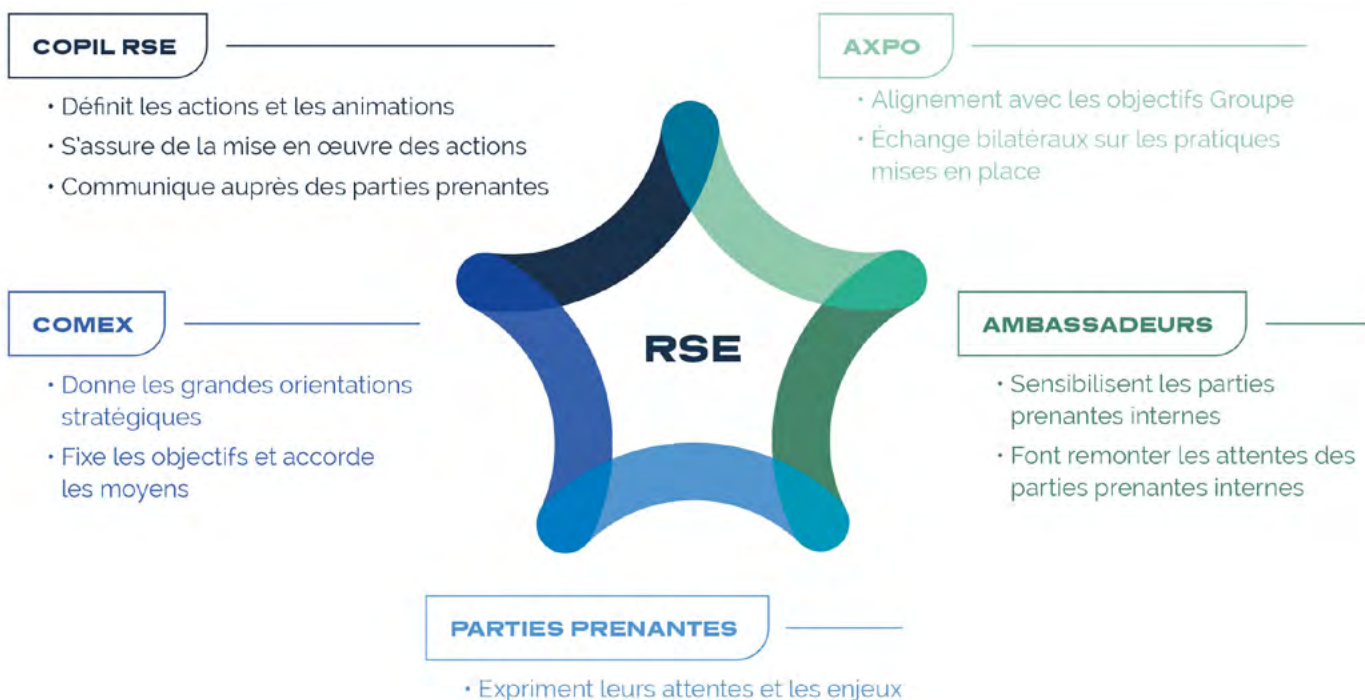 COPIL RSE
• Définit les actions et les animations
• S'assure de la mise en œuvre des actions
• Communique auprès des parties prenantes
AXPO
• Alignement avec les objectifs Groupe
• Échange bilatéraux sur les pratiques
mises en place
COMEX
• Donne les grandes orientations
stratégiques
• Fixe les objectifs et accorde
les moyens
RSE
AMBASSADEURS
• Sensibilisent les parties
prenantes internes
• Font remonter les attentes des
parties prenantes internes
PARTIES PRENANTES
• Expriment leurs attentes et les enjeux